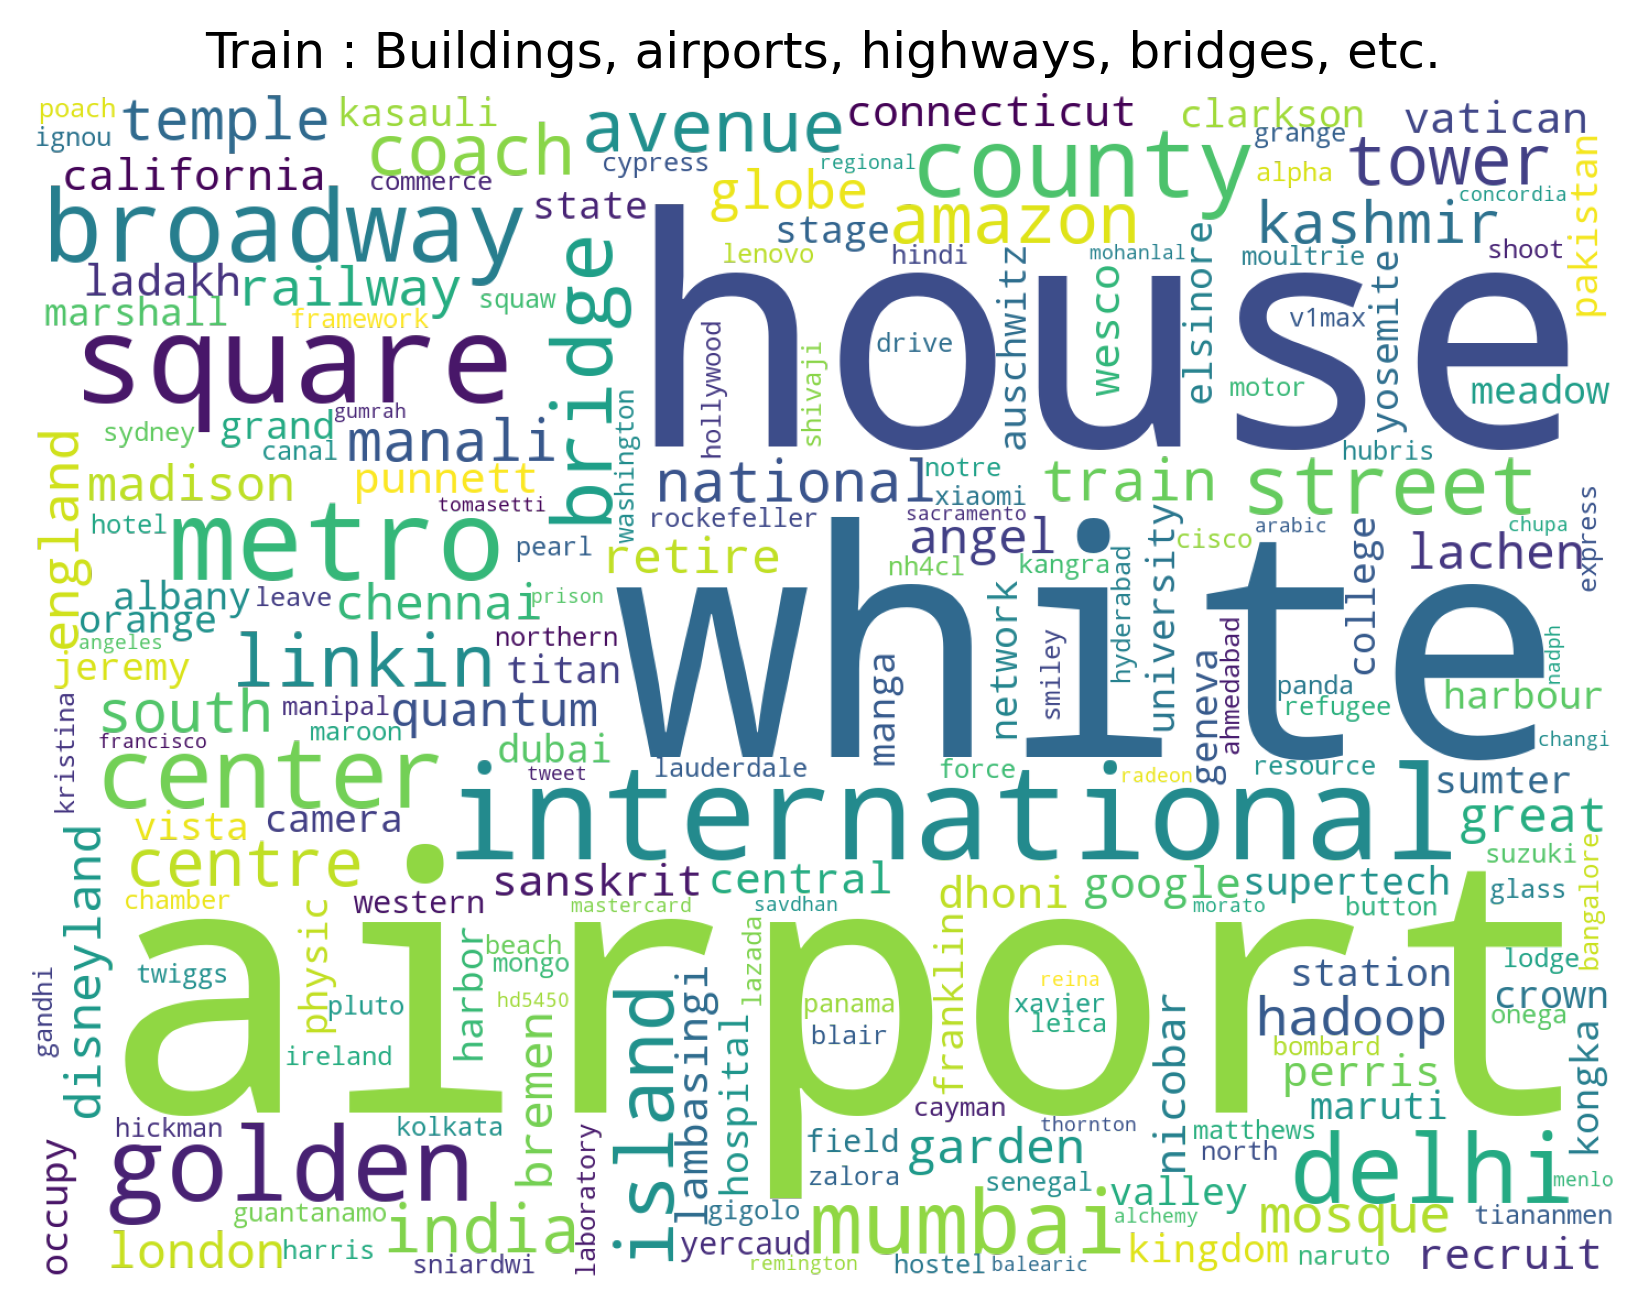 Train : Buildings, airports, highways, bridges, etc.
poach
temple
kasauli
avenue
connecticut
clarkson
vatican
ignou
coach
cypress
regional
county
grange
tower
pakistan
california
commerce
globe
alpha
concordia
broadway
state
stage
amazon
kashmir
shoot
ladakh
railway
squaw
bridge
house
lenovo
hindi
auschwitz
mohanlal
wesco
elsinore
moultrie
yosemite
marshall
framework
square
hollywood
shivaji
drive
v1max
motor
meadow
sydney
grand
gumrah
canal
manali
washington
hubris
england
madison
punnett
national
notre
xiaomi
train
street
hotel
metro
tomasetti
pearl
rockefeller
sacramento
angel
university
cisco
arabic
college
chupa
lachen
express
retire
nh4cl
kangra
hyderabad
white
albany
leave
chennai
prison
orange
angeles
jeremy
linkin
northern
titan
network
smiley
geneva
ahmedabad
nadph
panda
refugee
harbour
south
manipal
quantum
maroon
manga
kristina
francisco
dubai
changi
center
tweet
lauderdale
force
radeon
resource
sumter
international
vista
camera
great
disneyland
centre
sanskrit
central
dhoni
google
supertech
suzuki
bangalore
chamber
western
mastercard
savdhan
morato
button
glass
airport
physic
harbor
beach
mongo
lazada
franklin
lodge
gandhi
twiggs
pluto
hd5450
island
lambasingi
panama
reina
xavier
leica
station
crown
hadoop
onega
blair
nicobar
ireland
bremen
hospital
bombard
perris
kongka
cayman
maruti
hickman
kolkata
laboratory
thornton
matthews
occupy
golden
field
garden
north
delhi
zalora
senegal
valley
menlo
guantanamo
india
gigolo
mumbai
alchemy
mosque
tiananmen
london
harris
sniardwi
yercaud
remington
hostel
balearic
kingdom
naruto
recruit